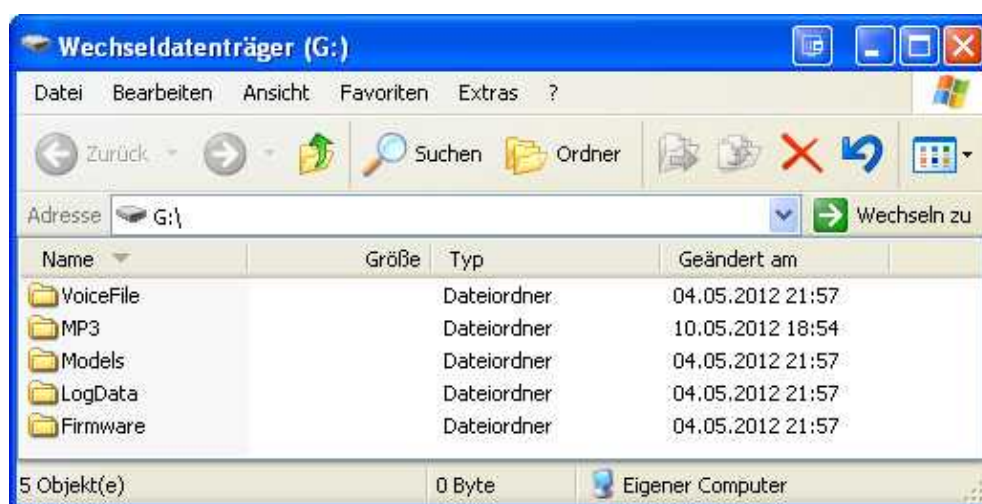 Wechseldatenträger (G:)
Datei Bearbeiten Ansicht Favoriten Extras ?
Zurück Suchen Ordner
Adresse G:\ Wechseln zu
Name Größe Typ Geändert am
VoiceFile Dateiordner 04.05.2012 21:57
MP3 Dateiordner 10.05.2012 18:54
Models Dateiordner 04.05.2012 21:57
LogData Dateiordner 04.05.2012 21:57
Firmware Dateiordner 04.05.2012 21:57
5 Objekt(e) 0 Byte Eigener Computer